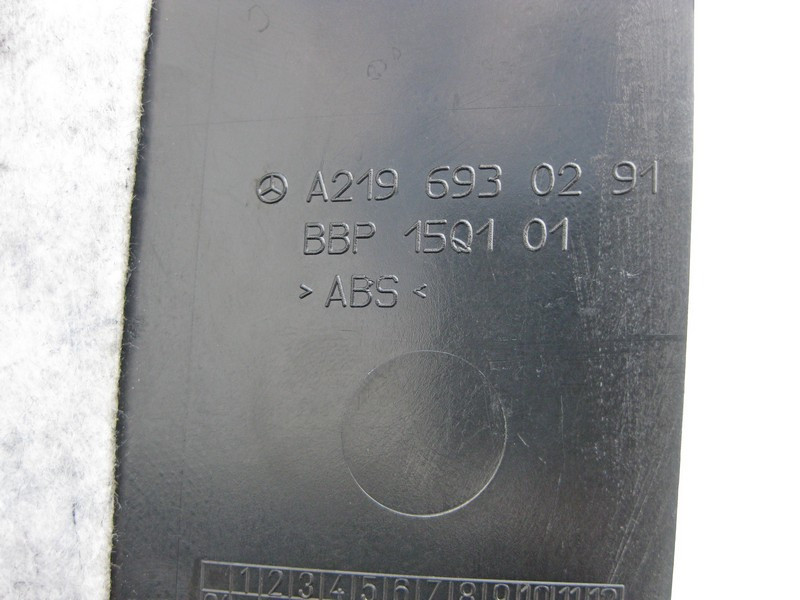 A219 693 02 91
BBP 15Q1 01
> ABS <
1 2 3 4 5 6 7 8 9 10 11 12